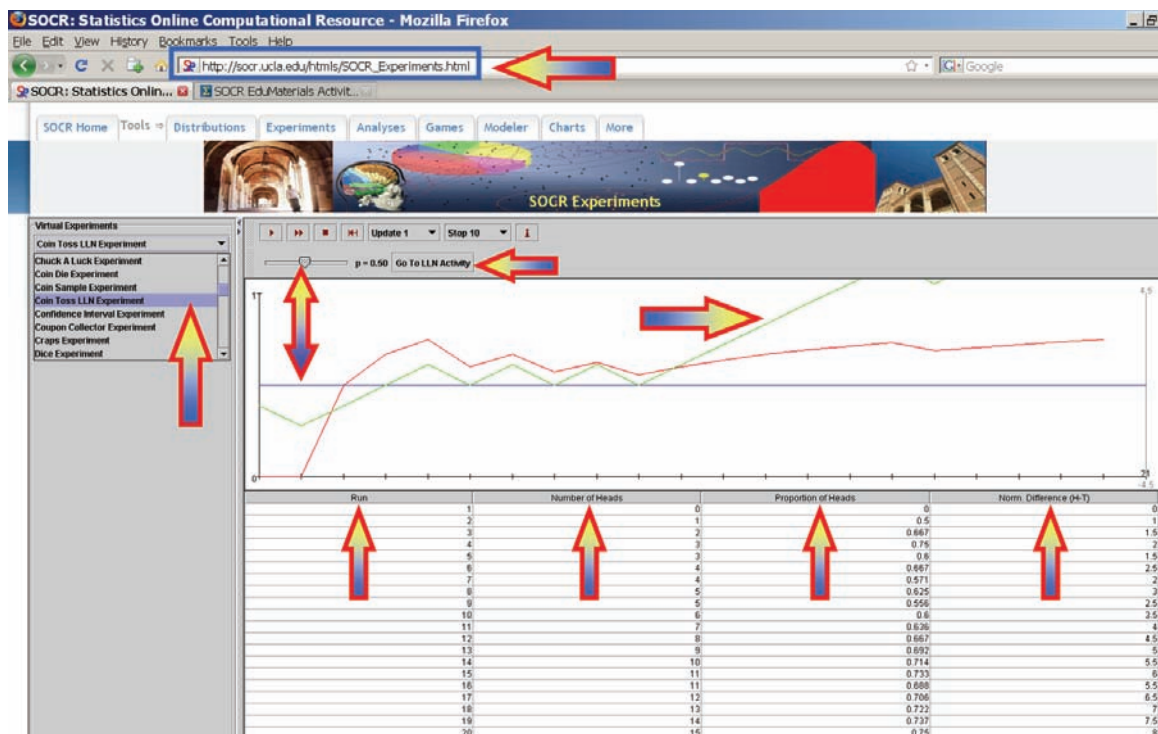 SOCR: Statistics Online Computational Resource - Mozilla Firefox
File Edit View History Bookmarks Tools Help
http://socr.ucla.edu/htmls/SOCR_Experiments.html
Google
SOCR: Statistics Onlin...
SOCR EduMaterials Activit...
SOCR Home Tools ⇒ Distributions Experiments Analyses Games Modeler Charts More
SOCR Experiments
Virtual Experiments
Coin Toss LLN Experiment
Chuck A Luck Experiment
Coin Die Experiment
Coin Sample Experiment
Coin Toss LLN Experiment
Confidence Interval Experiment
Coupon Collector Experiment
Craps Experiment
Dice Experiment
Update 1 Stop 10
p = 0.50 Go To LLN Activity
1 4.5
0 21
-4.5
Run Number of Heads Proportion of Heads Norm. Difference (H-T)
1 0 0 0
2 1 0.5 1
3 2 0.667 1.5
4 3 0.75 2
5 3 0.6 1.5
6 4 0.667 2.5
7 4 0.571 2
8 5 0.625 3
9 5 0.556 2.5
10 6 0.6 3.5
11 7 0.636 4
12 8 0.667 4.5
13 9 0.692 5
14 10 0.714 5.5
15 11 0.733 6
16 11 0.688 5.5
17 12 0.706 6.5
18 13 0.722 7
19 14 0.737 7.5
20 15 0.75 8